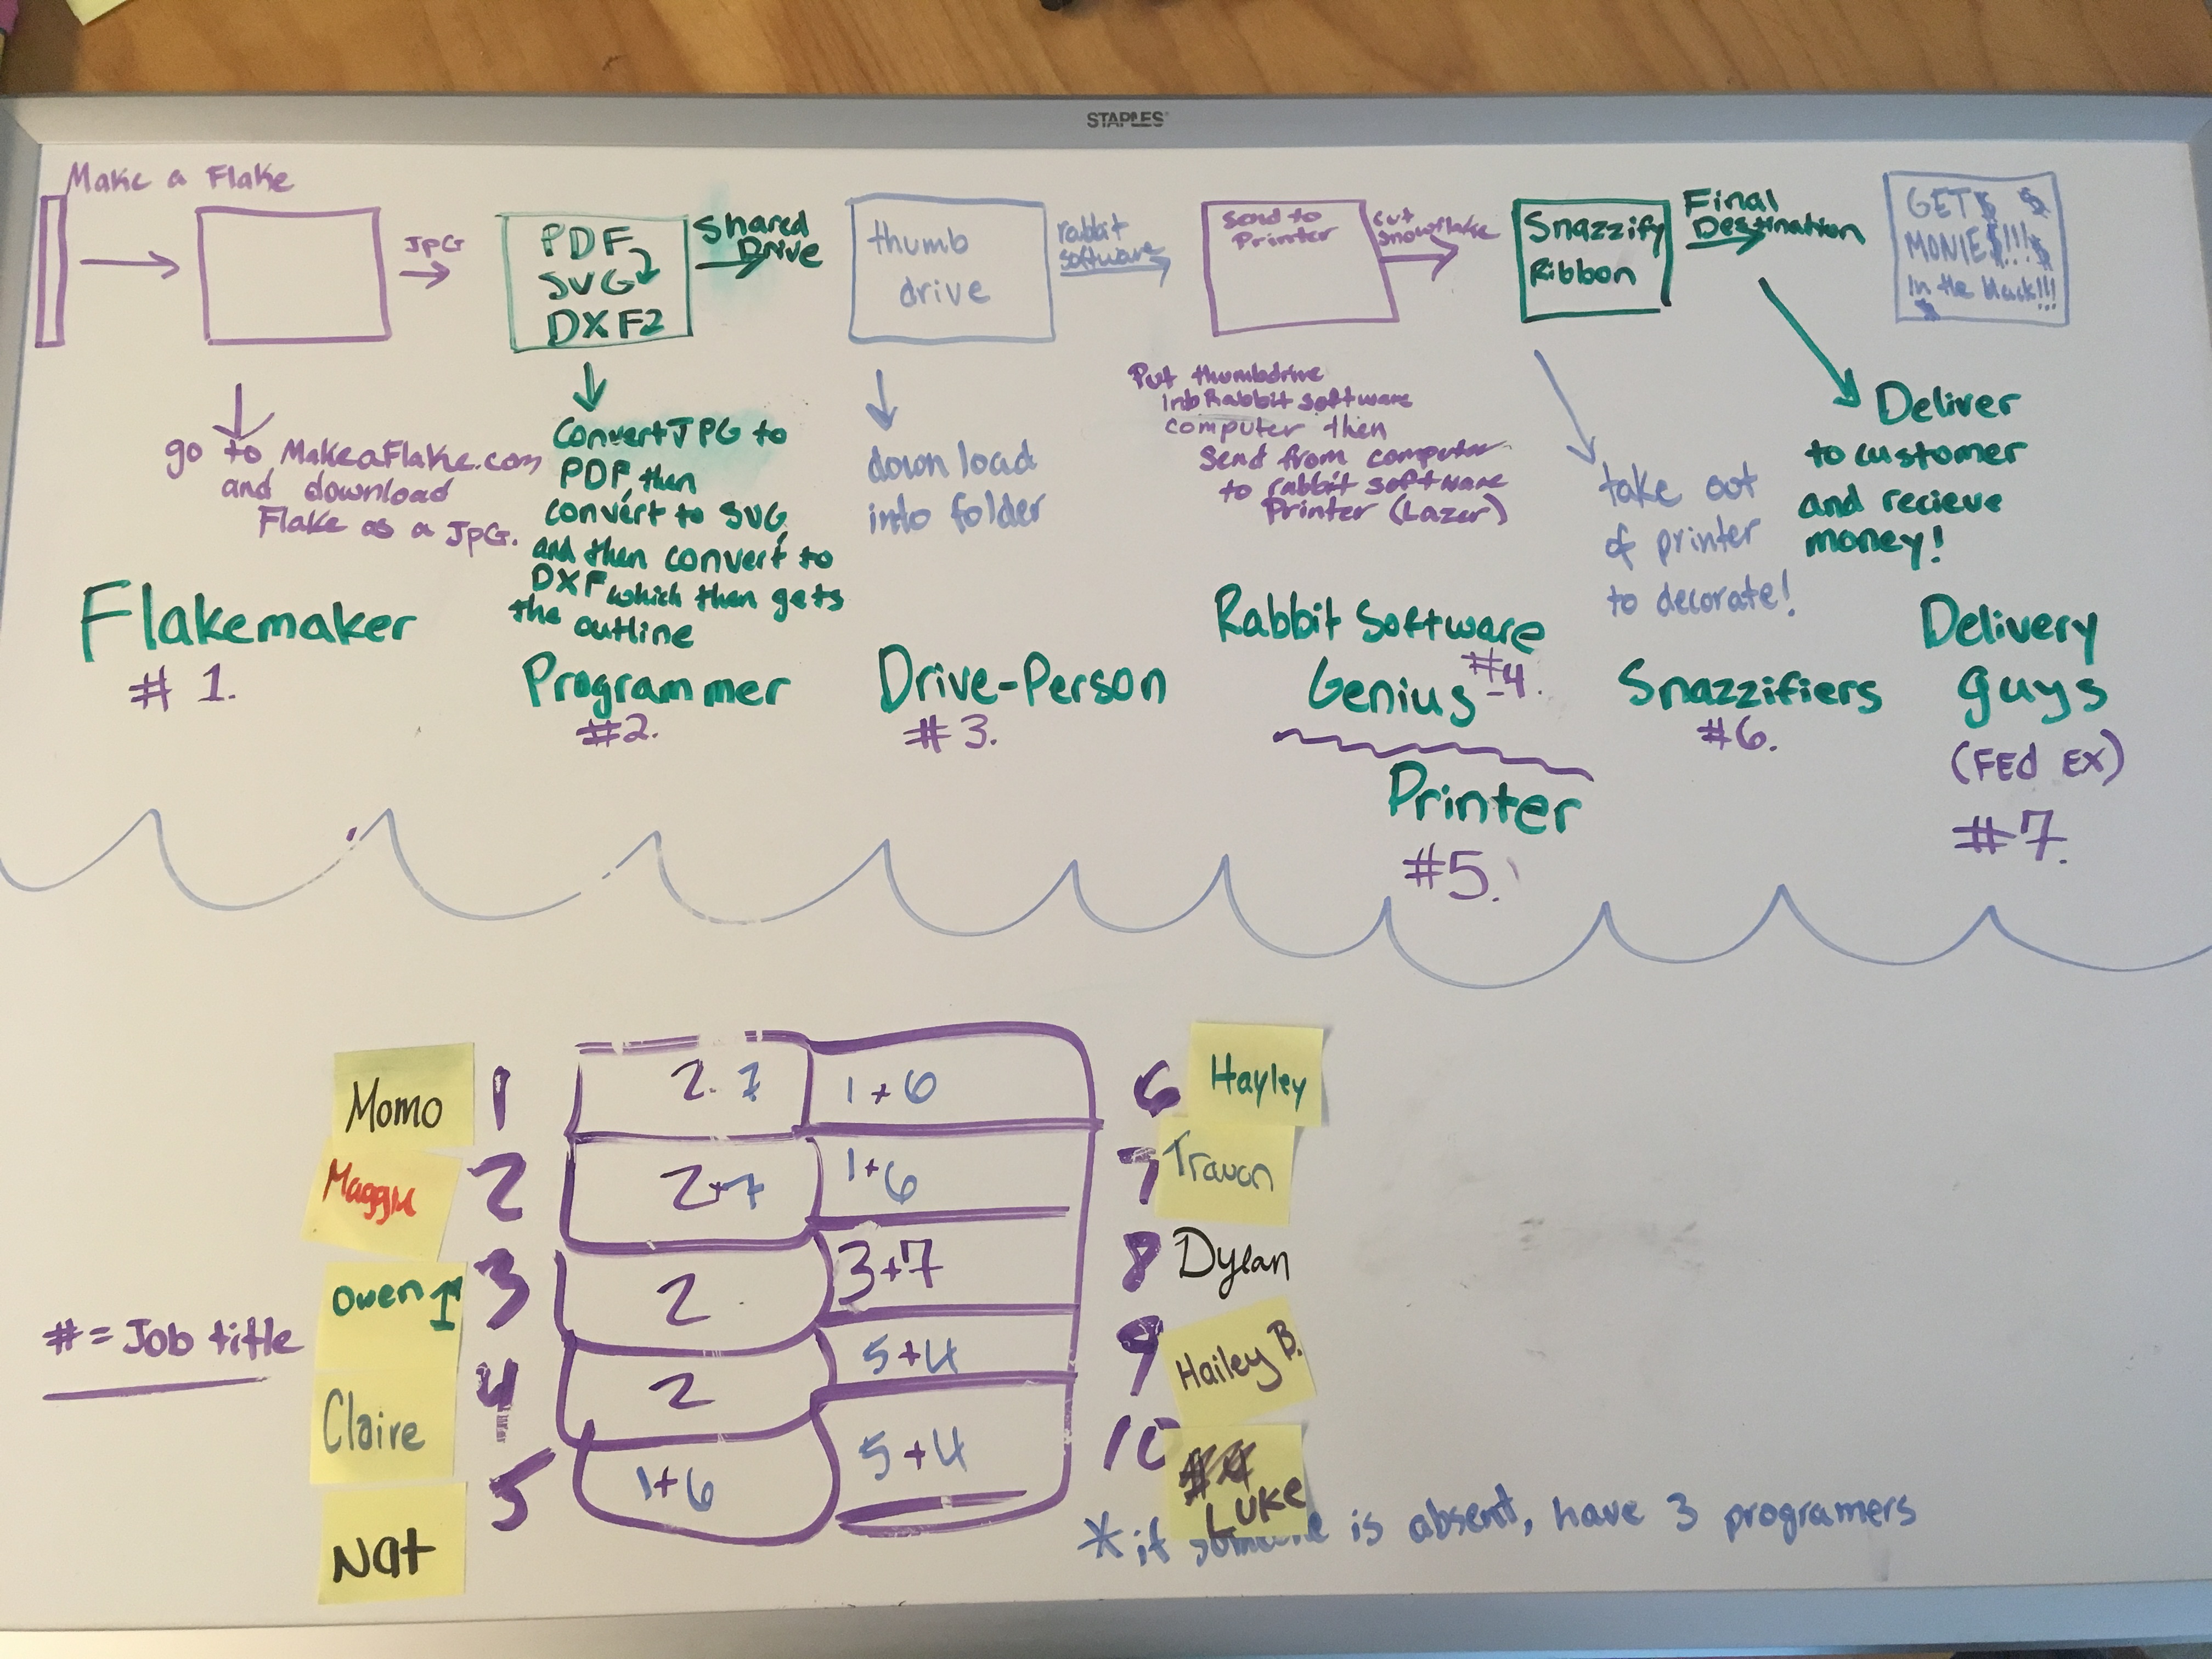 STAPLES
Make a Flake
JPG
PDF
SVG
DXF2
Shared
Drive
thumb
drive
rabbit
software
Send to
Printer
cut
snowflake
Snazzify
Ribbon
Final
Destination
GET$ $
MONIE$!!!$
In the black!!!
$
go to MakeaFlake.com
and download
Flake as a JPG.
Convert JPG to
PDF, then
convert to SVG,
and then convert to
DXF which then gets
the outline
down load
into folder
Put thumbdrive
into Rabbit software
computer then
Send from computer
to rabbit software
Printer (Lazer)
take out
of printer
to decorate!
Deliver
to customer
and recieve
money!
Flakemaker
# 1.
Programmer
#2.
Drive-Person
#3.
Rabbit Software
Genius #4.
Printer
#5.
Snazzifiers
#6.
Delivery
guys
(FEd EX)
#7.
# = Job title
Momo 1 2. 7 1+6 6 Hayley
Maggie 2 2+7 1+6 7 Travon
Owen 3 2 3+7 8 Dylan
Claire 4 2 5+4 9 Hailey B.
Nat 5 1+6 5+4 10 Luke
* if someone is absent, have 3 programers